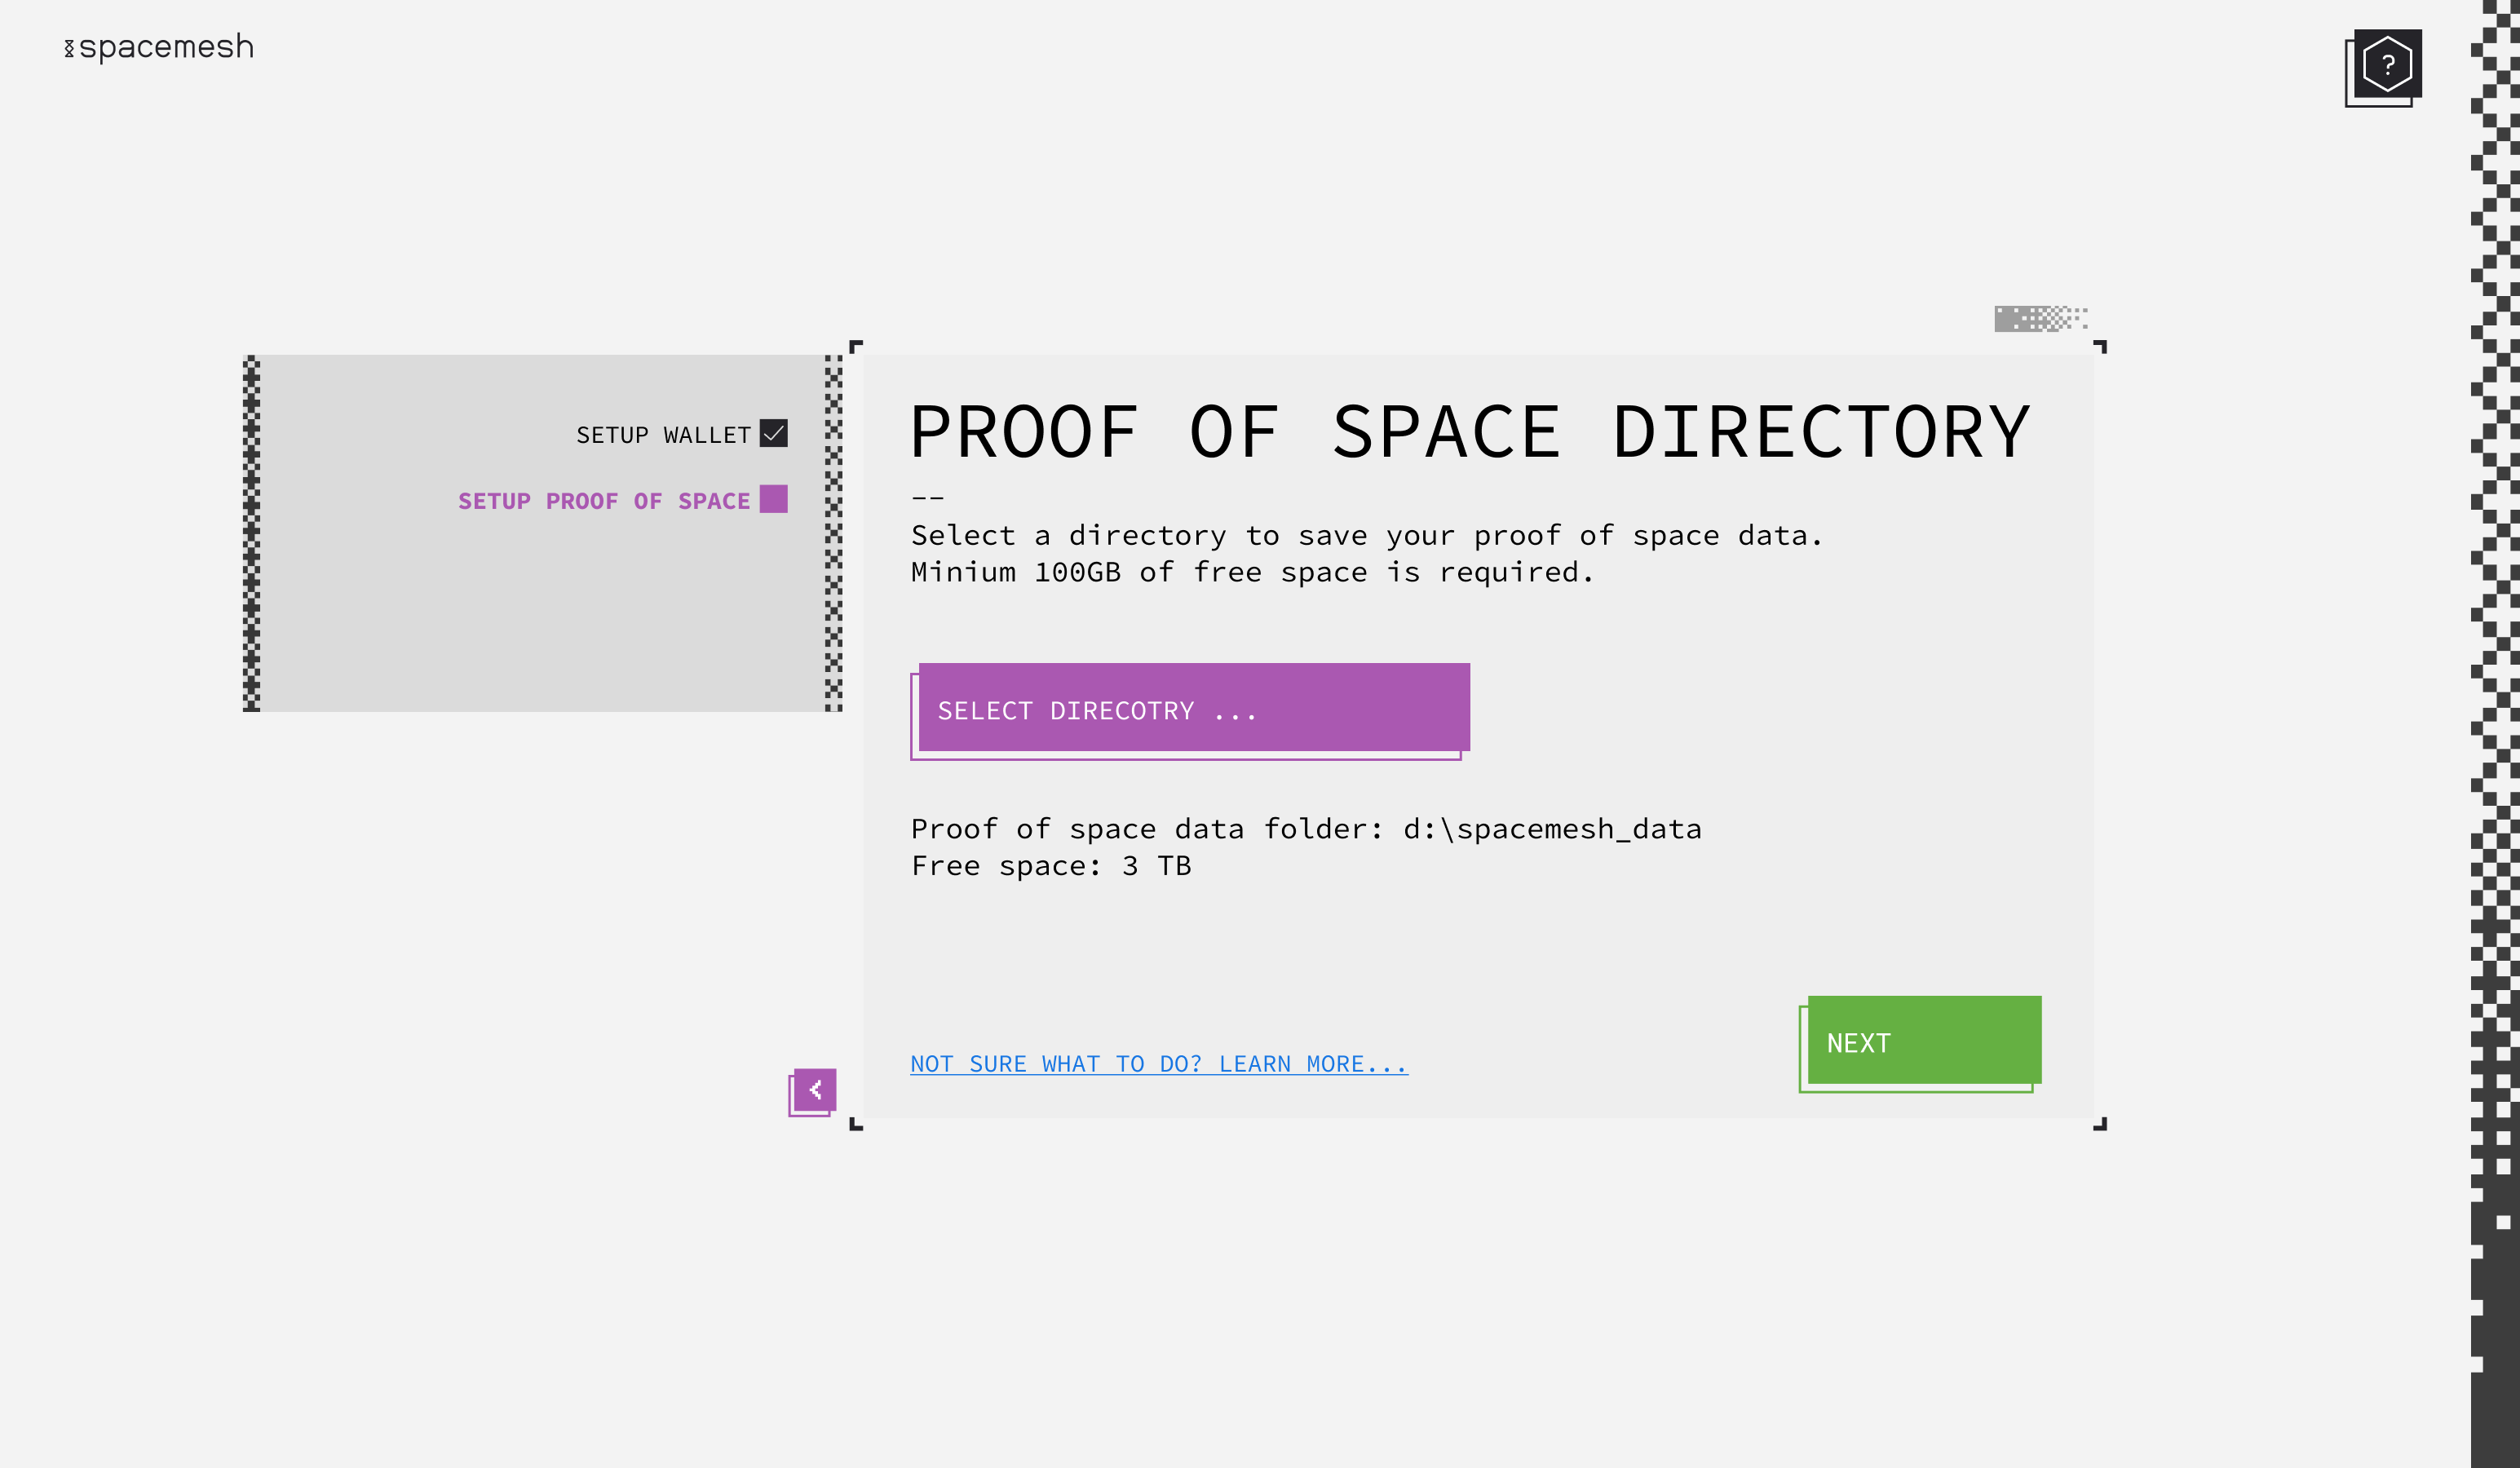 spacemesh
?
SETUP WALLET
SETUP PROOF OF SPACE
PROOF OF SPACE DIRECTORY
--
Select a directory to save your proof of space data.
Minium 100GB of free space is required.
SELECT DIRECOTRY ...
Proof of space data folder: d:\spacemesh_data
Free space: 3 TB
NOT SURE WHAT TO DO? LEARN MORE...
NEXT